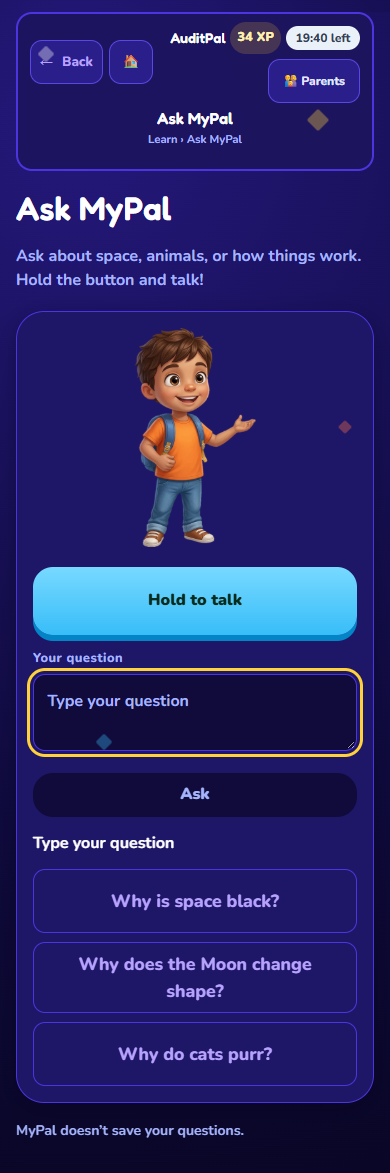 ← Back
AuditPal
34 XP
19:40 left
Parents
Ask MyPal
Learn › Ask MyPal
Ask MyPal
Ask about space, animals, or how things work.
Hold the button and talk!
Hold to talk
Your question
Type your question
Ask
Type your question
Why is space black?
Why does the Moon change
shape?
Why do cats purr?
MyPal doesn’t save your questions.